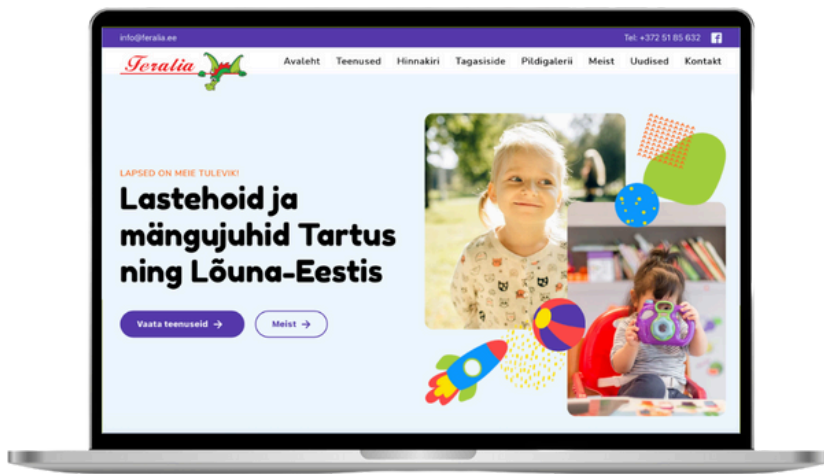 info@feralia.ee
Tel: +372 51 85 632
Feralia
Avaleht Teenused Hinnakiri Tagasiside Pildigalerii Meist Uudised Kontakt
LAPSED ON MEIE TULEVIK!
Lastehoid ja
mängujuhid Tartus
ning Lõuna-Eestis
Vaata teenuseid →
Meist →